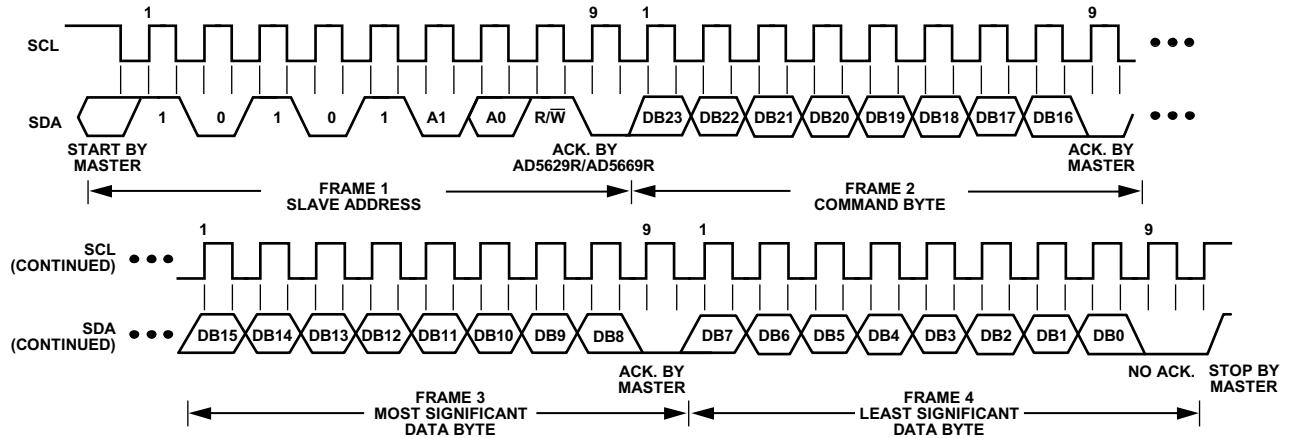 1 9 1 9
SCL
SDA
1 0 1 0 1 A1 A0 R/W̅ DB23 DB22 DB21 DB20 DB19 DB18 DB17 DB16
START BY
MASTER
ACK. BY
AD5629R/AD5669R
ACK. BY
MASTER
FRAME 1
SLAVE ADDRESS
FRAME 2
COMMAND BYTE
1 9 1 9
SCL
(CONTINUED)
SDA
(CONTINUED)
DB15 DB14 DB13 DB12 DB11 DB10 DB9 DB8 DB7 DB6 DB5 DB4 DB3 DB2 DB1 DB0
ACK. BY
MASTER
NO ACK.
STOP BY
MASTER
FRAME 3
MOST SIGNIFICANT
DATA BYTE
FRAME 4
LEAST SIGNIFICANT
DATA BYTE